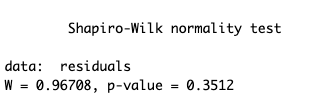 Shapiro-Wilk normality test
data:  residuals
W = 0.96708, p-value = 0.3512